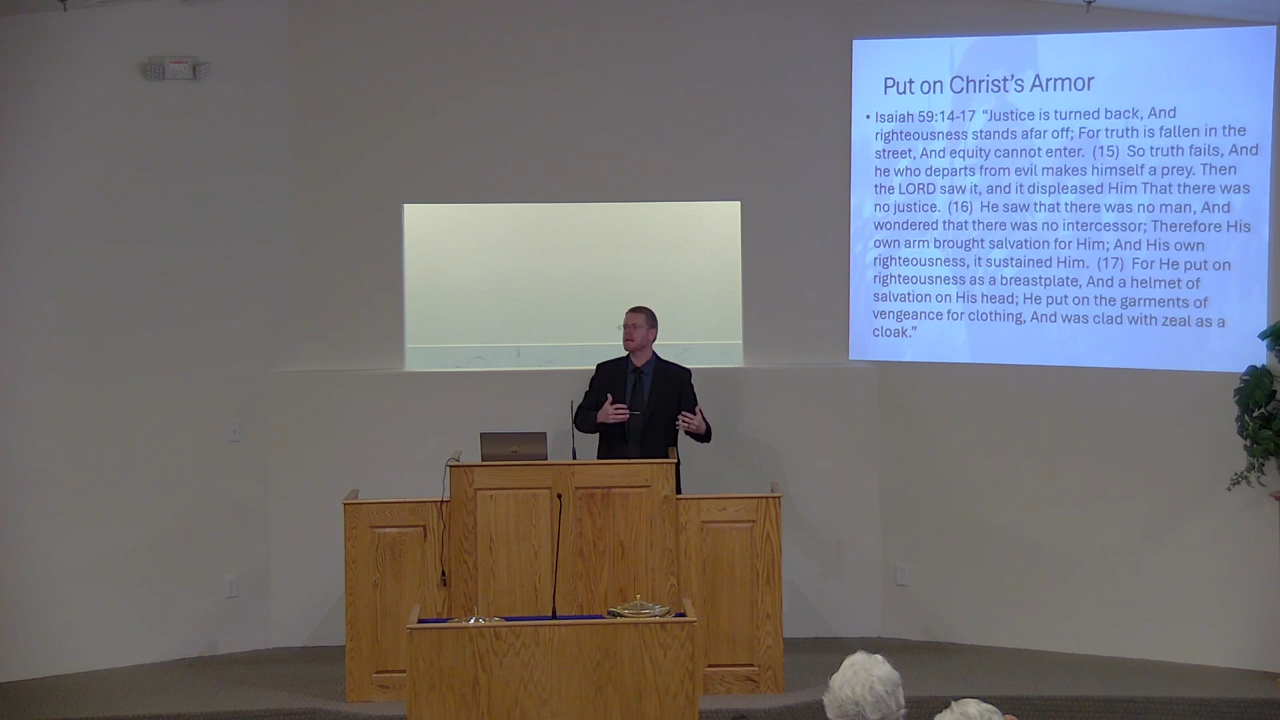 Put on Christ's Armor
• Isaiah 59:14-17 "Justice is turned back, And
righteousness stands afar off; For truth is fallen in the
street, And equity cannot enter. (15) So truth fails, And
he who departs from evil makes himself a prey. Then
the LORD saw it, and it displeased Him That there was
no justice. (16) He saw that there was no man, And
wondered that there was no intercessor; Therefore His
own arm brought salvation for Him; And His own
righteousness, it sustained Him. (17) For He put on
righteousness as a breastplate, And a helmet of
salvation on His head; He put on the garments of
vengeance for clothing, And was clad with zeal as a
cloak."